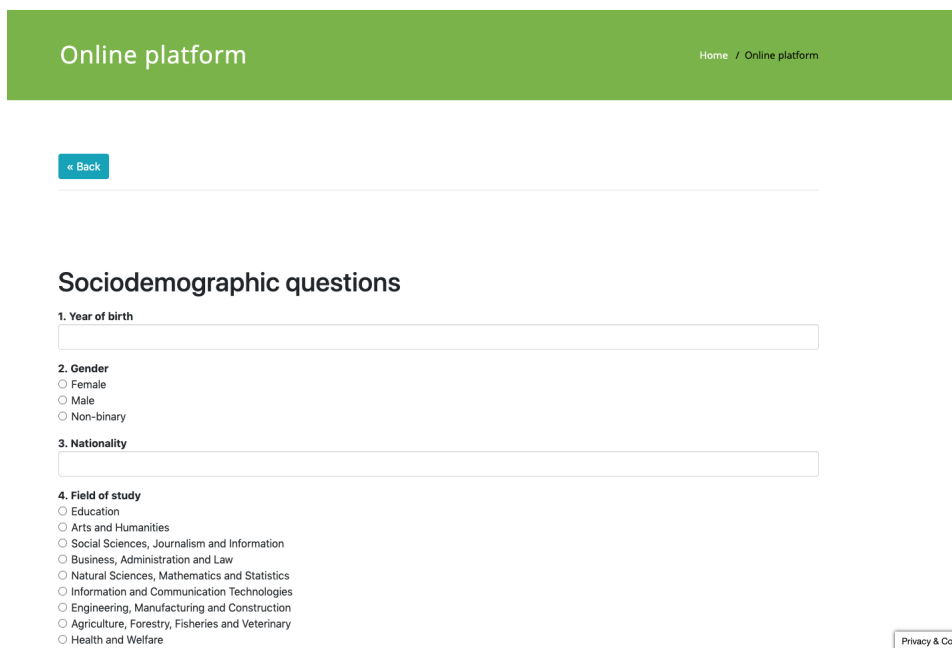 Online platform
Home / Online platform
« Back
Sociodemographic questions
1. Year of birth
2. Gender
Female
Male
Non-binary
3. Nationality
4. Field of study
Education
Arts and Humanities
Social Sciences, Journalism and Information
Business, Administration and Law
Natural Sciences, Mathematics and Statistics
Information and Communication Technologies
Engineering, Manufacturing and Construction
Agriculture, Forestry, Fisheries and Veterinary
Health and Welfare
Privacy & Co